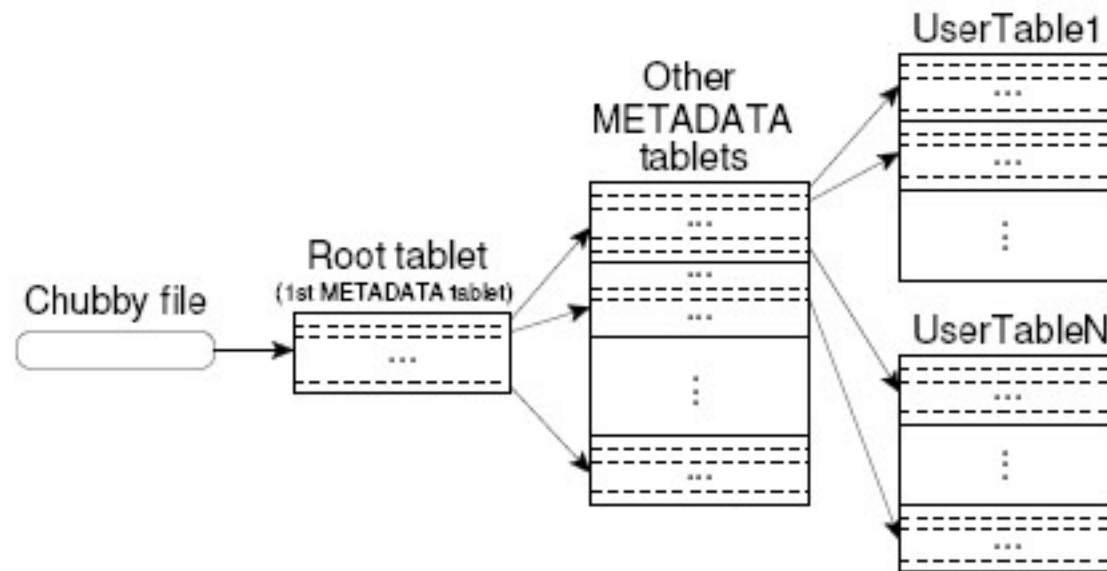 Chubby file
Root tablet
(1st METADATA tablet)
Other
METADATA
tablets
UserTable1
UserTableN